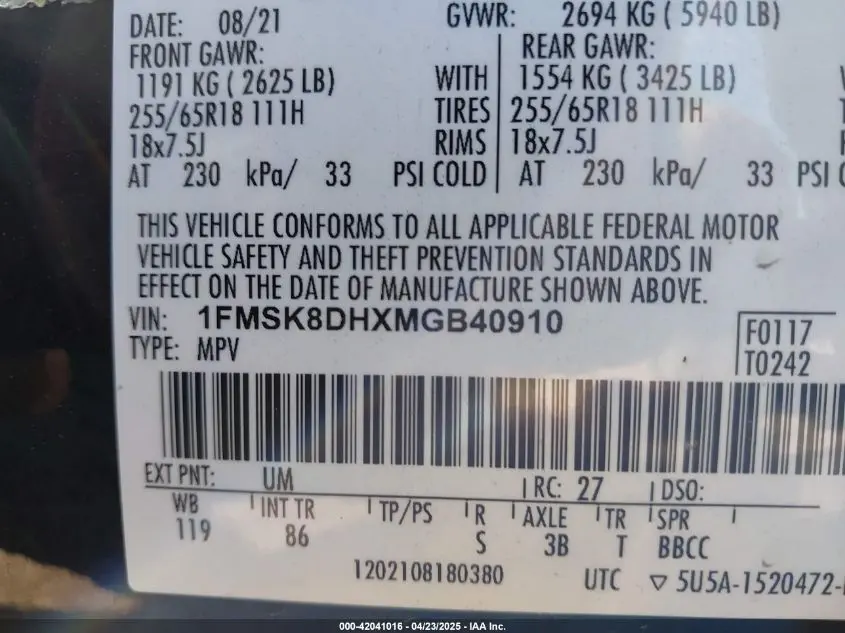 DATE: 08/21 GVWR: 2694 KG ( 5940 LB)
FRONT GAWR: REAR GAWR:
1191 KG ( 2625 LB) WITH 1554 KG ( 3425 LB)
255/65R18 111H TIRES 255/65R18 111H
18x7.5J RIMS 18x7.5J
AT 230 kPa/ 33 PSI COLD AT 230 kPa/ 33 PSI
THIS VEHICLE CONFORMS TO ALL APPLICABLE FEDERAL MOTOR
VEHICLE SAFETY AND THEFT PREVENTION STANDARDS IN
EFFECT ON THE DATE OF MANUFACTURE SHOWN ABOVE.
VIN: 1FMSK8DHXMGB40910
F0117
TYPE: MPV
T0242
EXT PNT: UM RC: 27 DSO:
WB INT TR TP/PS R AXLE TR SPR
119 86 S 3B T BBCC
1202108180380 UTC ▽ 5U5A-1520472-
000-42041016 - 04/23/2025 - IAA Inc.